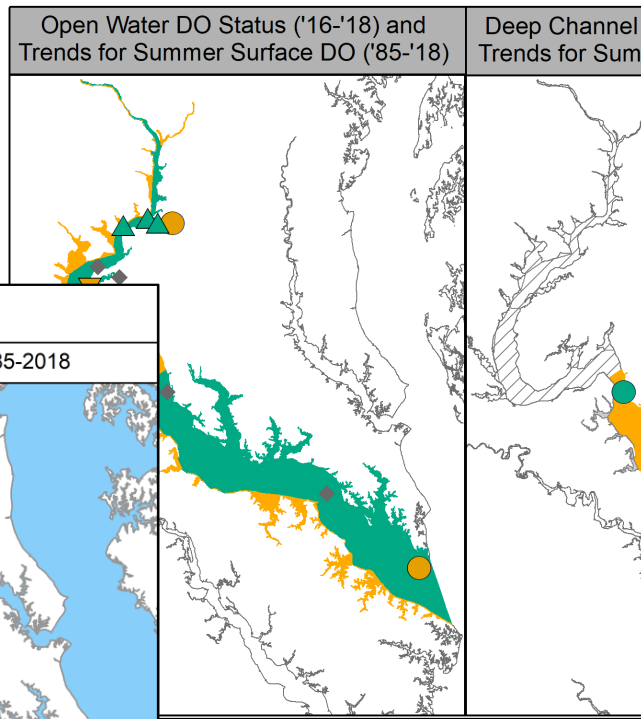 Open Water DO Status ('16-'18) and
Trends for Summer Surface DO ('85-'18)
Deep Channel
Trends for Sum
35-2018